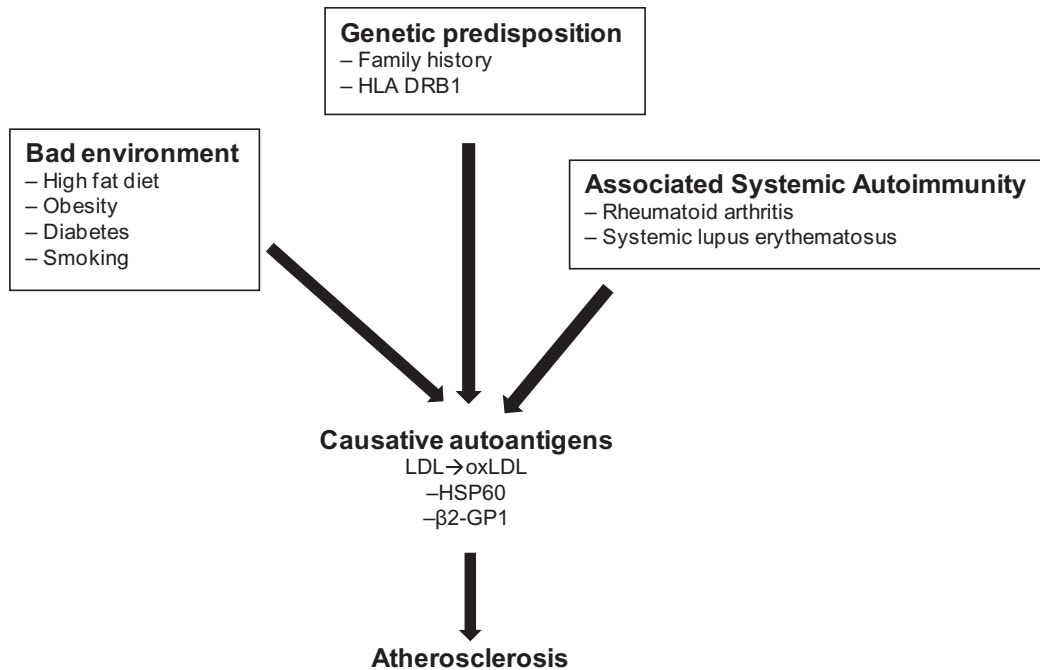 Genetic predisposition
– Family history
– HLA DRB1
Bad environment
– High fat diet
– Obesity
– Diabetes
– Smoking
Associated Systemic Autoimmunity
– Rheumatoid arthritis
– Systemic lupus erythematosus
Causative autoantigens
LDL→oxLDL
–HSP60
–β2-GP1
Atherosclerosis